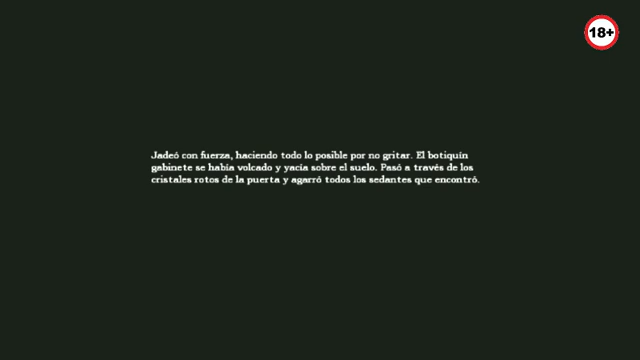 18+
Jadeó con fuerza, haciendo todo lo posible por no gritar. El botiquín
gabinete se había volcado y yacía sobre el suelo. Pasó a través de los
cristales rotos de la puerta y agarró todos los sedantes que encontró.